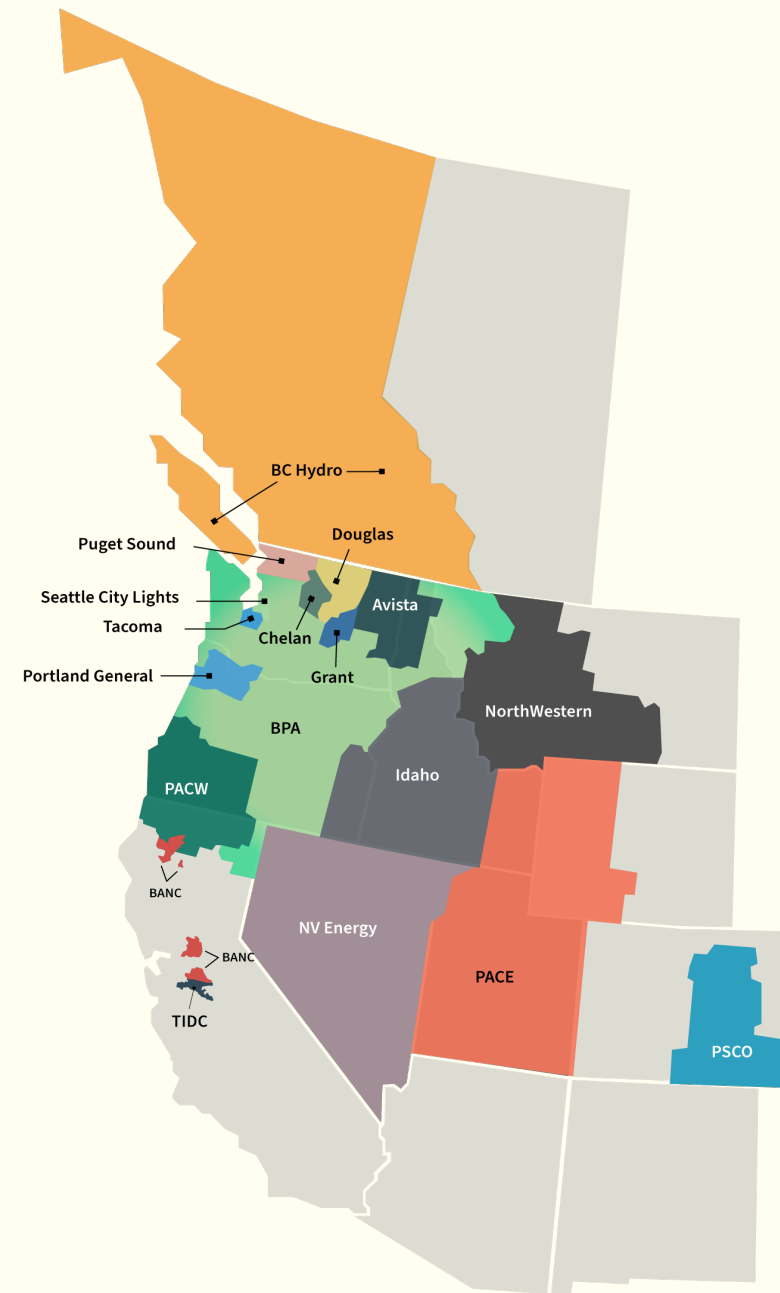 BC Hydro
Douglas
Puget Sound
Seattle City Lights
Avista
Tacoma
Chelan
Portland General
Grant
NorthWestern
BPA
Idaho
PACW
BANC
NV Energy
BANC
PACE
TIDC
PSCO